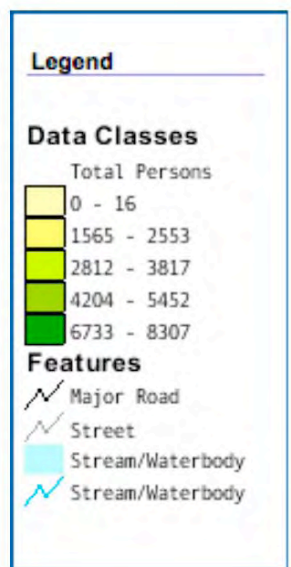 Legend
Data Classes
Total Persons
0 - 16
1565 - 2553
2812 - 3817
4204 - 5452
6733 - 8307
Features
Major Road
Street
Stream/Waterbody
Stream/Waterbody